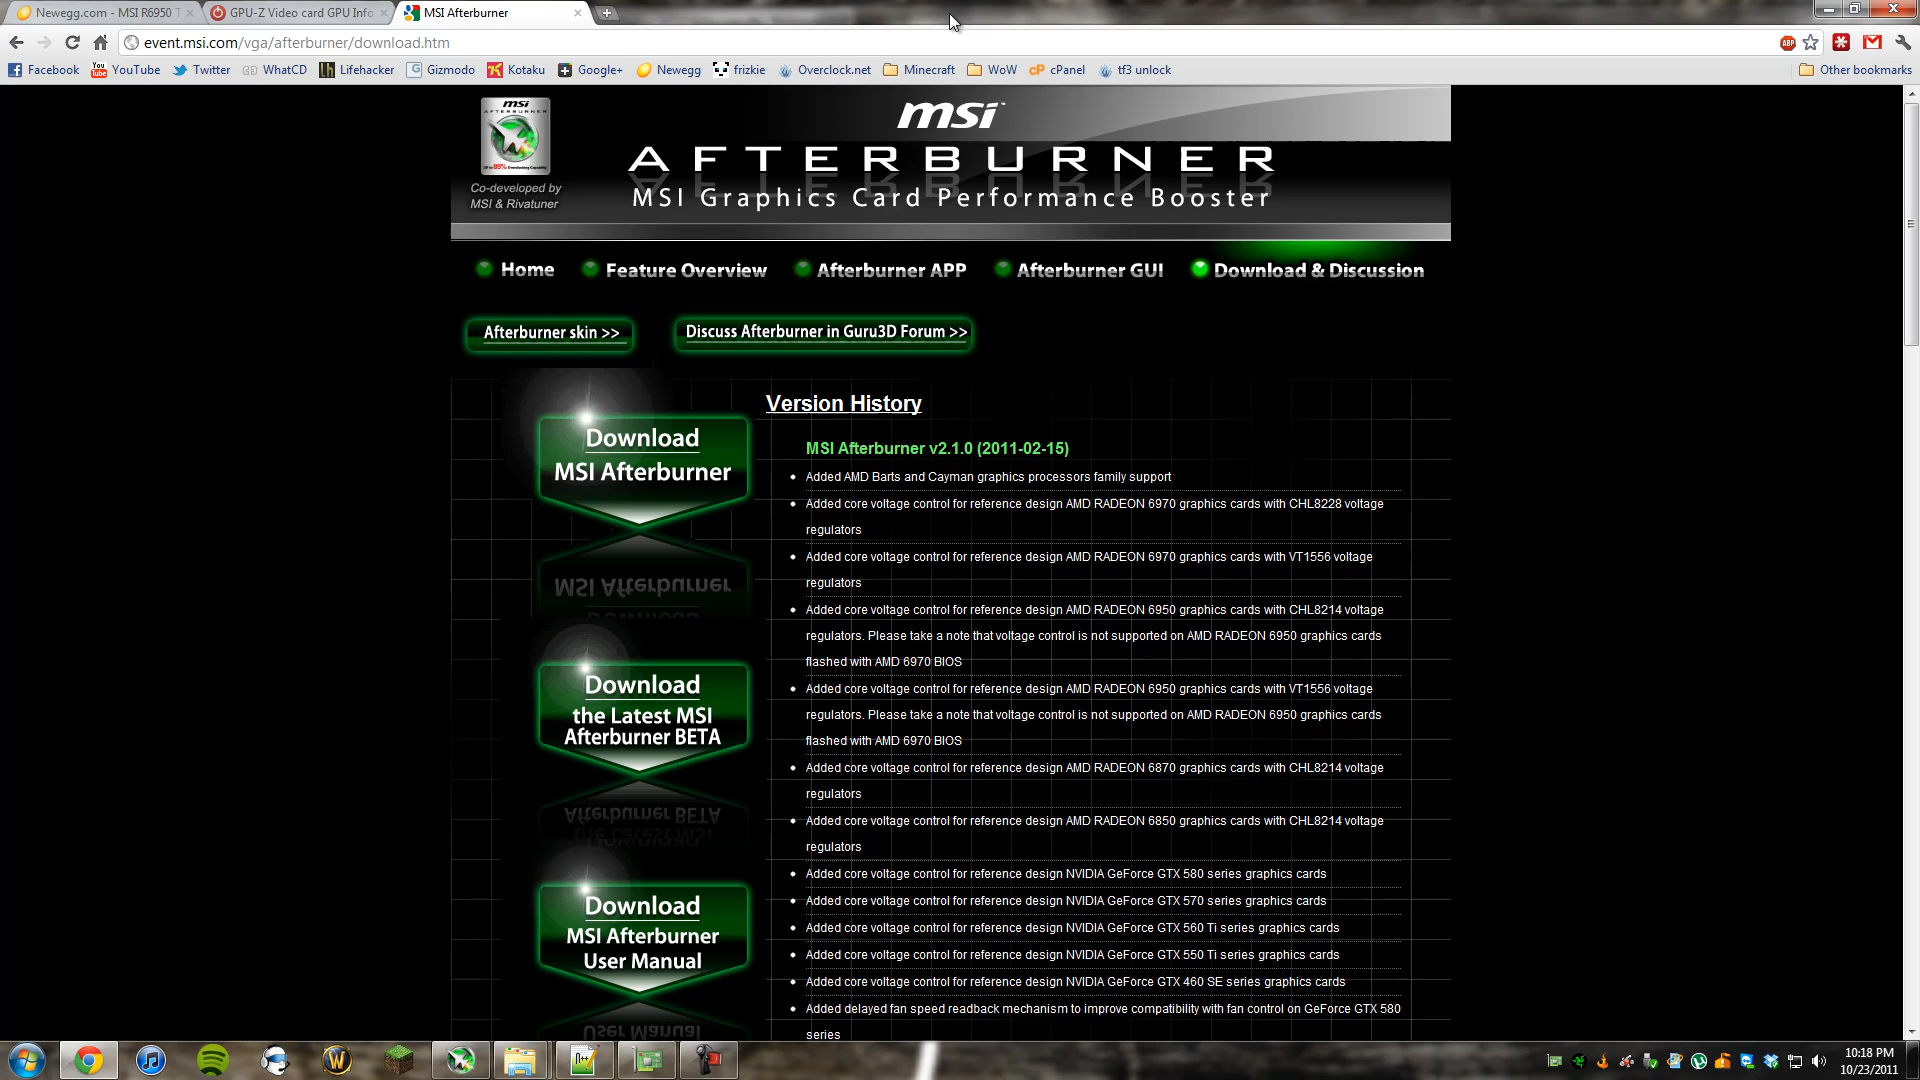 Newegg.com - MSI R6950 T
GPU-Z Video card GPU Info
MSI Afterburner
event.msi.com/vga/afterburner/download.htm
ABP
Facebook YouTube Twitter WhatCD Lifehacker Gizmodo Kotaku Google+ Newegg frizkie Overclock.net Minecraft WoW cPanel tf3 unlock Other bookmarks
msi
AFTERBURNER
MSI Graphics Card Performance Booster
Co-developed by
MSI & Rivatuner
Home Feature Overview Afterburner APP Afterburner GUI Download & Discussion
Afterburner skin >> Discuss Afterburner in Guru3D Forum >>
Download
MSI Afterburner
Download
the Latest MSI
Afterburner BETA
Download
MSI Afterburner
User Manual
Version History
MSI Afterburner v2.1.0 (2011-02-15)
Added AMD Barts and Cayman graphics processors family support
Added core voltage control for reference design AMD RADEON 6970 graphics cards with CHL8228 voltage
regulators
Added core voltage control for reference design AMD RADEON 6970 graphics cards with VT1556 voltage
regulators
Added core voltage control for reference design AMD RADEON 6950 graphics cards with CHL8214 voltage
regulators. Please take a note that voltage control is not supported on AMD RADEON 6950 graphics cards
flashed with AMD 6970 BIOS
Added core voltage control for reference design AMD RADEON 6950 graphics cards with VT1556 voltage
regulators. Please take a note that voltage control is not supported on AMD RADEON 6950 graphics cards
flashed with AMD 6970 BIOS
Added core voltage control for reference design AMD RADEON 6870 graphics cards with CHL8214 voltage
regulators
Added core voltage control for reference design AMD RADEON 6850 graphics cards with CHL8214 voltage
regulators
Added core voltage control for reference design NVIDIA GeForce GTX 580 series graphics cards
Added core voltage control for reference design NVIDIA GeForce GTX 570 series graphics cards
Added core voltage control for reference design NVIDIA GeForce GTX 560 Ti series graphics cards
Added core voltage control for reference design NVIDIA GeForce GTX 550 Ti series graphics cards
Added core voltage control for reference design NVIDIA GeForce GTX 460 SE series graphics cards
Added delayed fan speed readback mechanism to improve compatibility with fan control on GeForce GTX 580
series
10:18 PM
10/23/2011